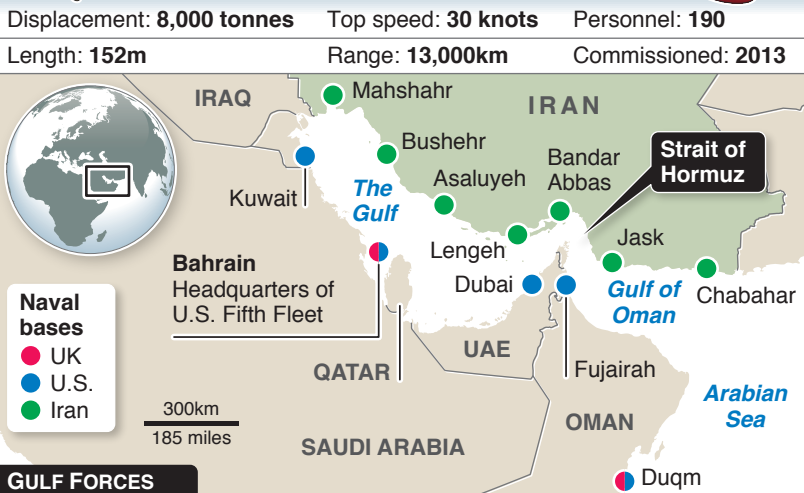 Displacement: 8,000 tonnes Top speed: 30 knots Personnel: 190
Length: 152m Range: 13,000km Commissioned: 2013
IRAQ
Mahshahr
IRAN
Bushehr
Bandar
Abbas
Strait of
Hormuz
Asaluyeh
Kuwait
The
Gulf
Lengeh
Jask
Bahrain
Headquarters of
U.S. Fifth Fleet
Dubai
Gulf of
Oman
Chabahar
Naval
bases
UK
U.S.
Iran
UAE
QATAR
Fujairah
300km
185 miles
OMAN
Arabian
Sea
SAUDI ARABIA
GULF FORCES
Duqm